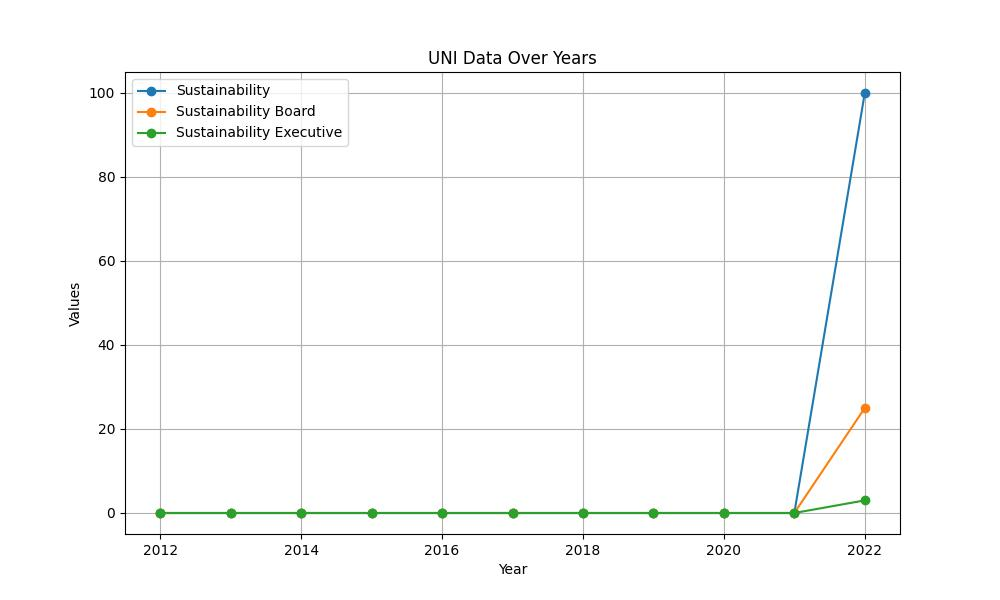 UNI Data Over Years
Sustainability
Sustainability Board
Sustainability Executive
100
80
60
40
20
0
Values
2012 2014 2016 2018 2020 2022
Year